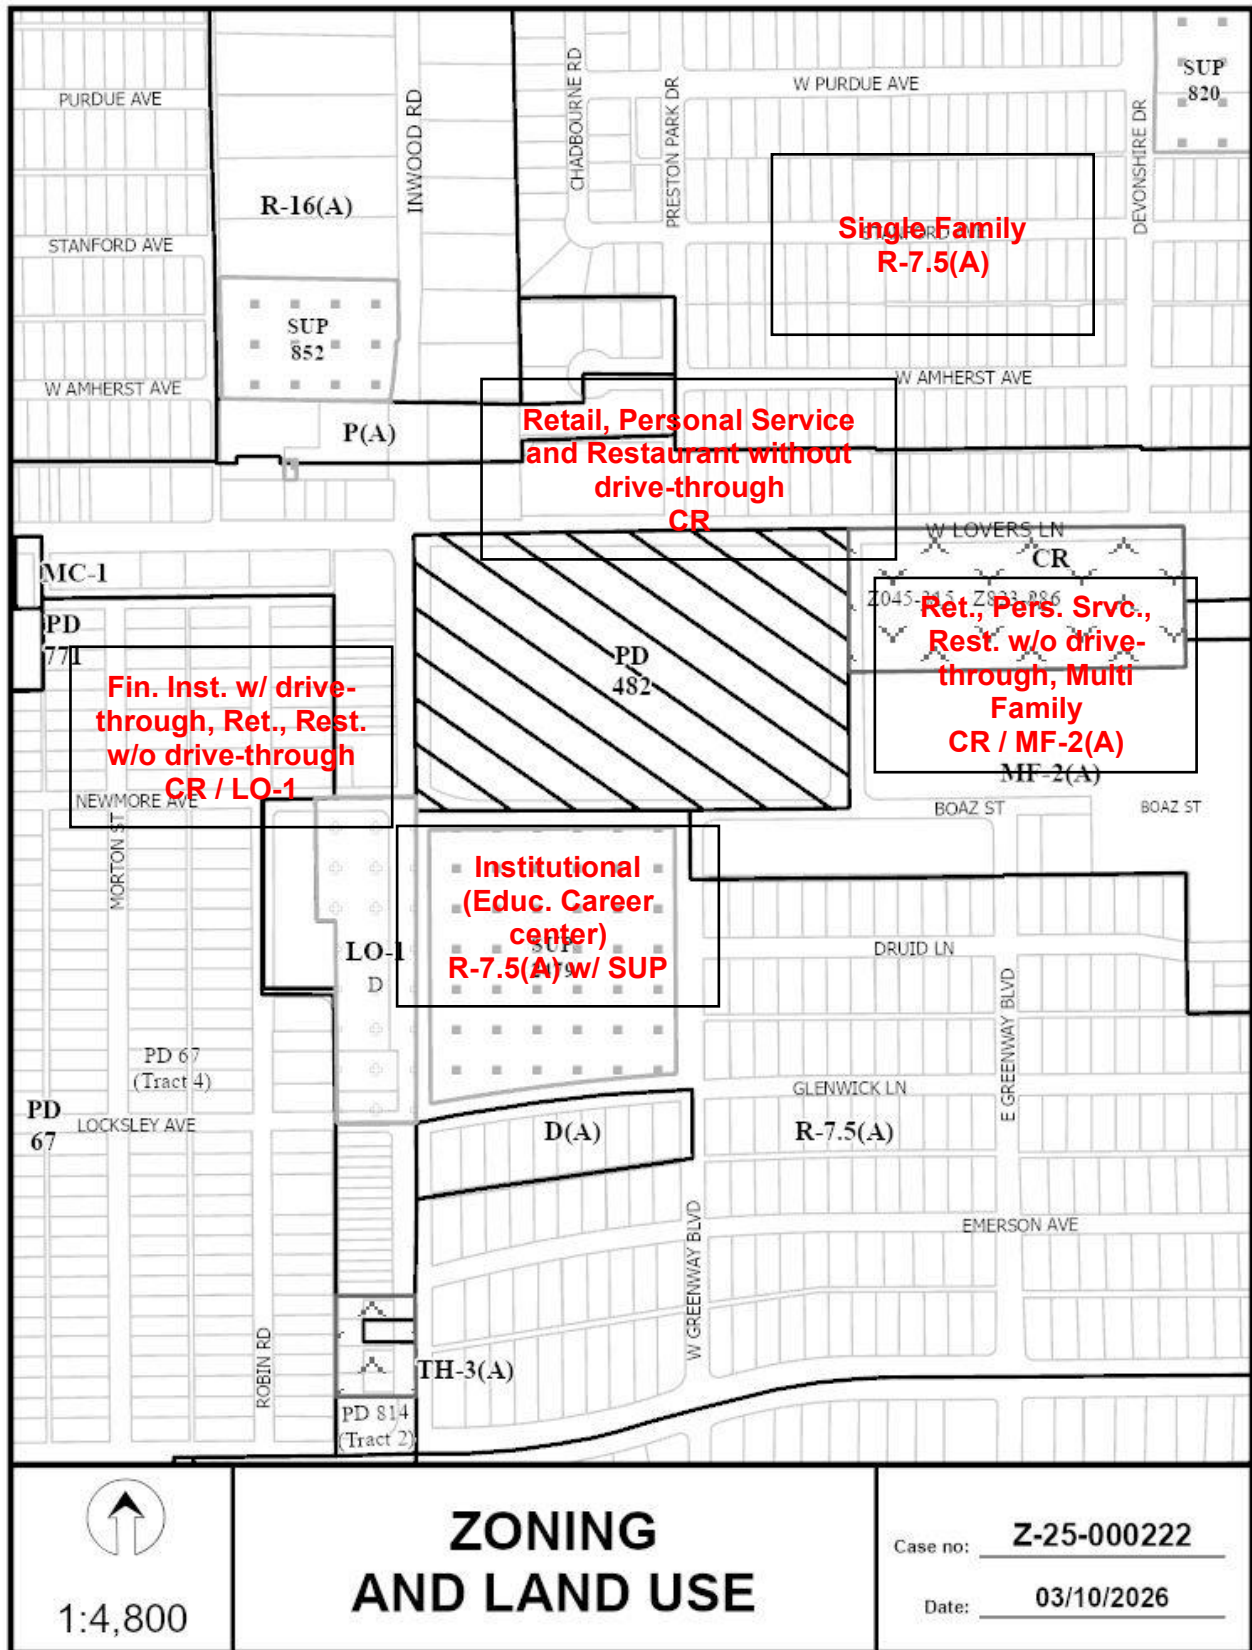 PURDUE AVE
INWOOD RD
CHADBOURNE RD
PRESTON PARK DR
W PURDUE AVE
DEVONSHIRE DR
SUP
820
R-16(A)
STANFORD AVE
STANFORD AVE
Single Family
R-7.5(A)
SUP
852
W AMHERST AVE
W AMHERST AVE
P(A)
Retail, Personal Service
and Restaurant without
drive-through
CR
W LOVERS LN
CR
MC-1
PD
771
PD
482
Ret., Pers. Srvc.,
Rest. w/o drive-
through, Multi
Family
CR / MF-2(A)
MF-2(A)
Fin. Inst. w/ drive-
through, Ret., Rest.
w/o drive-through
CR / LO-1
NEWMORE AVE
MORTON ST
BOAZ ST
BOAZ ST
Institutional
(Educ. Career
center)
R-7.5(A) w/ SUP
SUP
LO-1
D
DRUID LN
E GREENWAY BLVD
PD 67
(Tract 4)
GLENWICK LN
PD
67
LOCKSLEY AVE
D(A)
R-7.5(A)
W GREENWAY BLVD
EMERSON AVE
ROBIN RD
TH-3(A)
PD 814
(Tract 2)
1:4,800
ZONING
AND LAND USE
Case no: Z-25-000222
Date: 03/10/2026